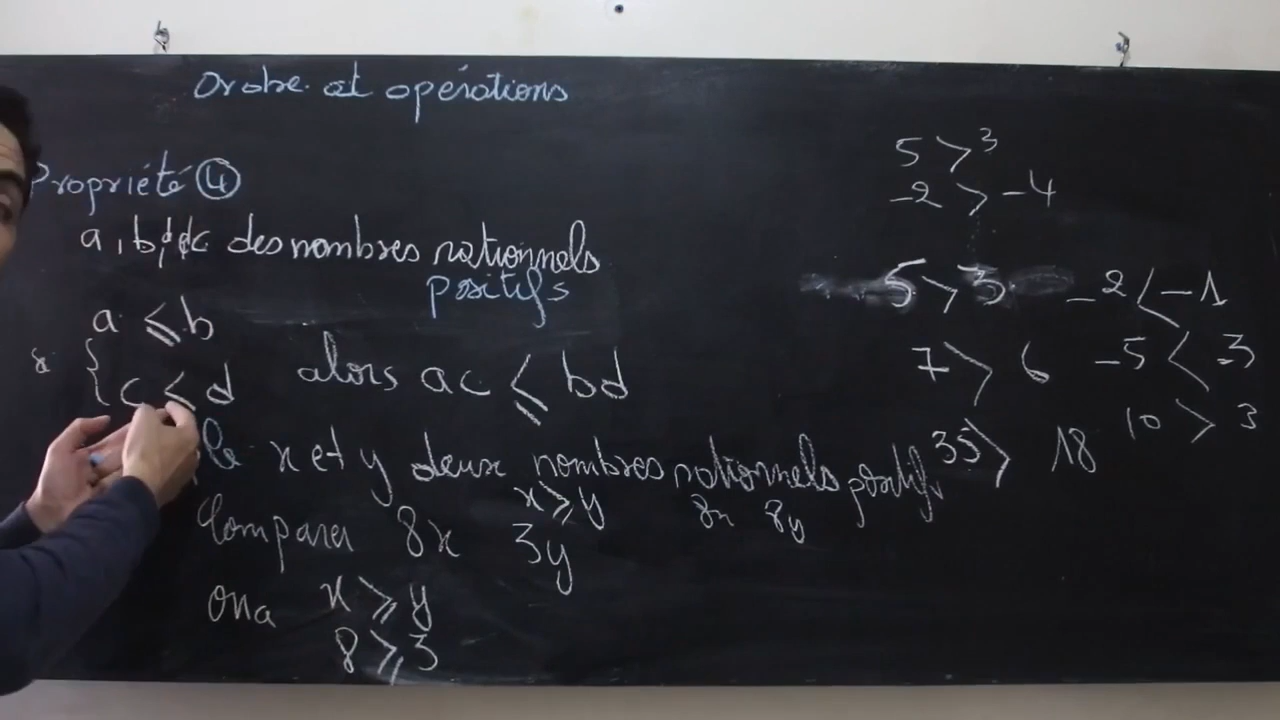 Ordre et opérations
Propriété 4
a, b, c des nombres rationnels
positifs
a ≤ b
c ≤ d alors ac ≤ bd
x et y deux nombres rationnels positifs
x ≥ y
8x 8y
Comparer 8x 3y
on a x ≥ y
8 ≥ 3
5 > 3
-2 > -4
5 > 3
7 > 6
35 > 18
-2 < -1
-5 < -3
10 > 3